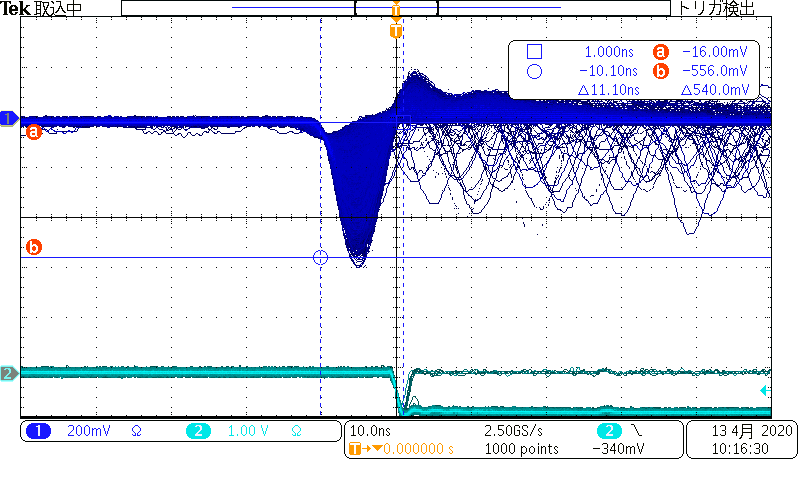 Tek 取込中 トリガ検出
T
T
1.000ns a −16.00mV
−10.10ns b −556.0mV
△11.10ns △540.0mV
1
a
b
2
1 200mV Ω 2 1.00 V Ω 10.0ns 2.50GS/s 2 13 4月 2020
T→▼0.000000 s 1000 points −340mV 10:16:30